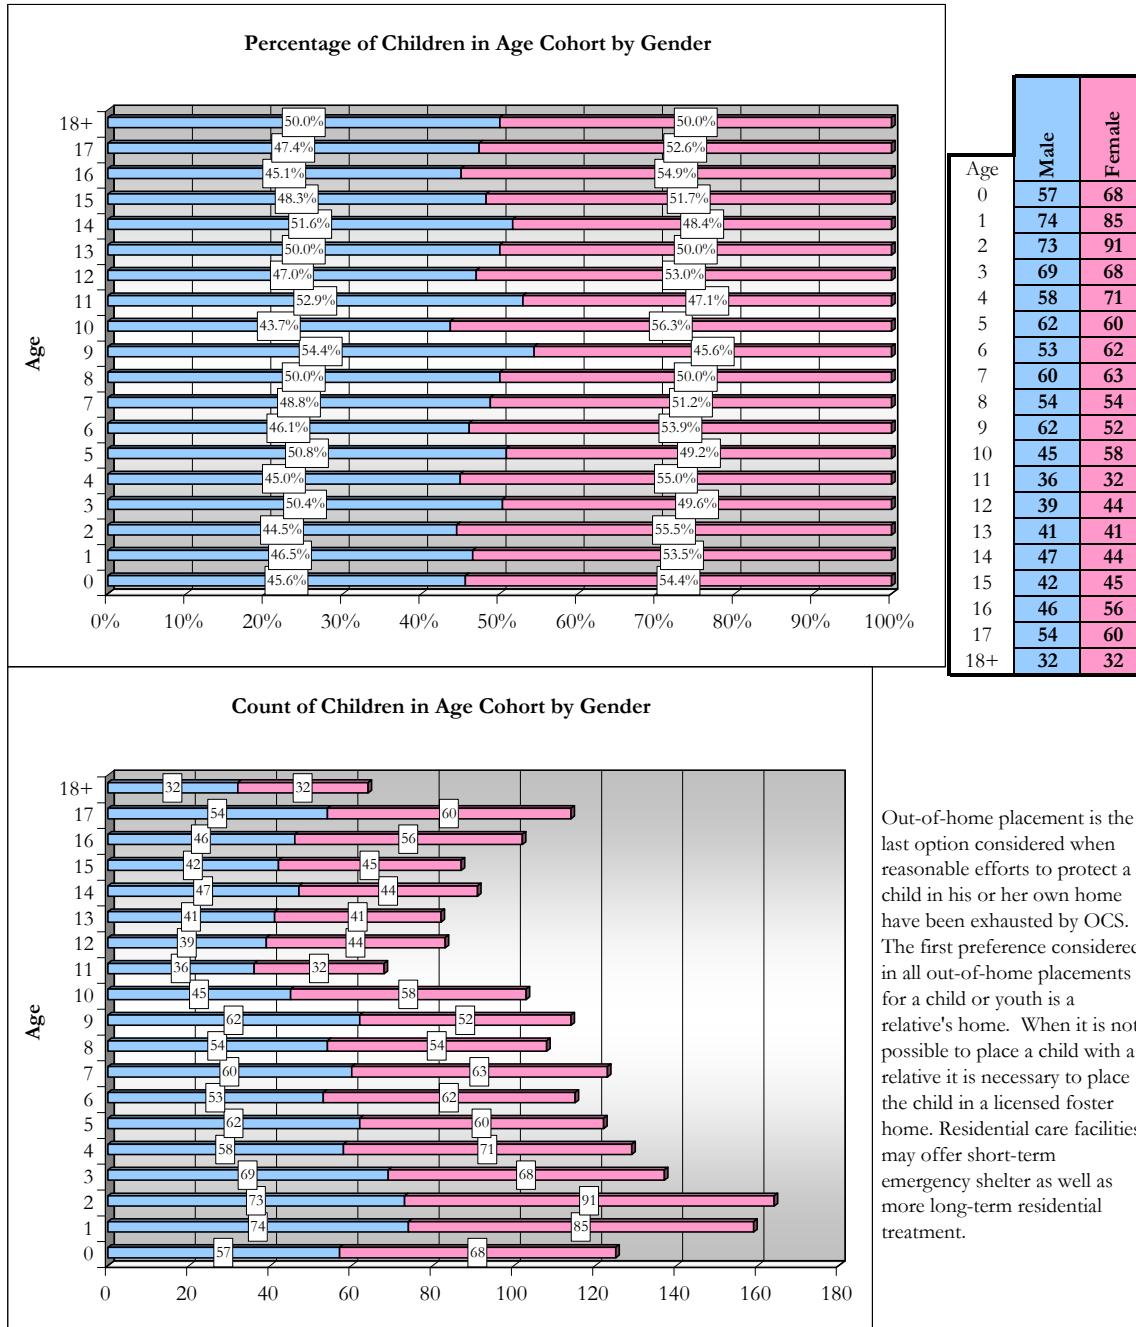 Percentage of Children in Age Cohort by Gender
Age
18+ 50.0% 50.0%
17 47.4% 52.6%
16 45.1% 54.9%
15 48.3% 51.7%
14 51.6% 48.4%
13 50.0% 50.0%
12 47.0% 53.0%
11 52.9% 47.1%
10 43.7% 56.3%
9 54.4% 45.6%
8 50.0% 50.0%
7 48.8% 51.2%
6 46.1% 53.9%
5 50.8% 49.2%
4 45.0% 55.0%
3 50.4% 49.6%
2 44.5% 55.5%
1 46.5% 53.5%
0 45.6% 54.4%
0% 10% 20% 30% 40% 50% 60% 70% 80% 90% 100%
Age Male Female
0 57 68
1 74 85
2 73 91
3 69 68
4 58 71
5 62 60
6 53 62
7 60 63
8 54 54
9 62 52
10 45 58
11 36 32
12 39 44
13 41 41
14 47 44
15 42 45
16 46 56
17 54 60
18+ 32 32
Count of Children in Age Cohort by Gender
Age
18+ 32 32
17 54 60
16 46 56
15 42 45
14 47 44
13 41 41
12 39 44
11 36 32
10 45 58
9 62 52
8 54 54
7 60 63
6 53 62
5 62 60
4 58 71
3 69 68
2 73 91
1 74 85
0 57 68
0 20 40 60 80 100 120 140 160 180
Out-of-home placement is the
last option considered when
reasonable efforts to protect a
child in his or her own home
have been exhausted by OCS.
The first preference considered
in all out-of-home placements
for a child or youth is a
relative's home. When it is not
possible to place a child with a
relative it is necessary to place
the child in a licensed foster
home. Residential care facilities
may offer short-term
emergency shelter as well as
more long-term residential
treatment.